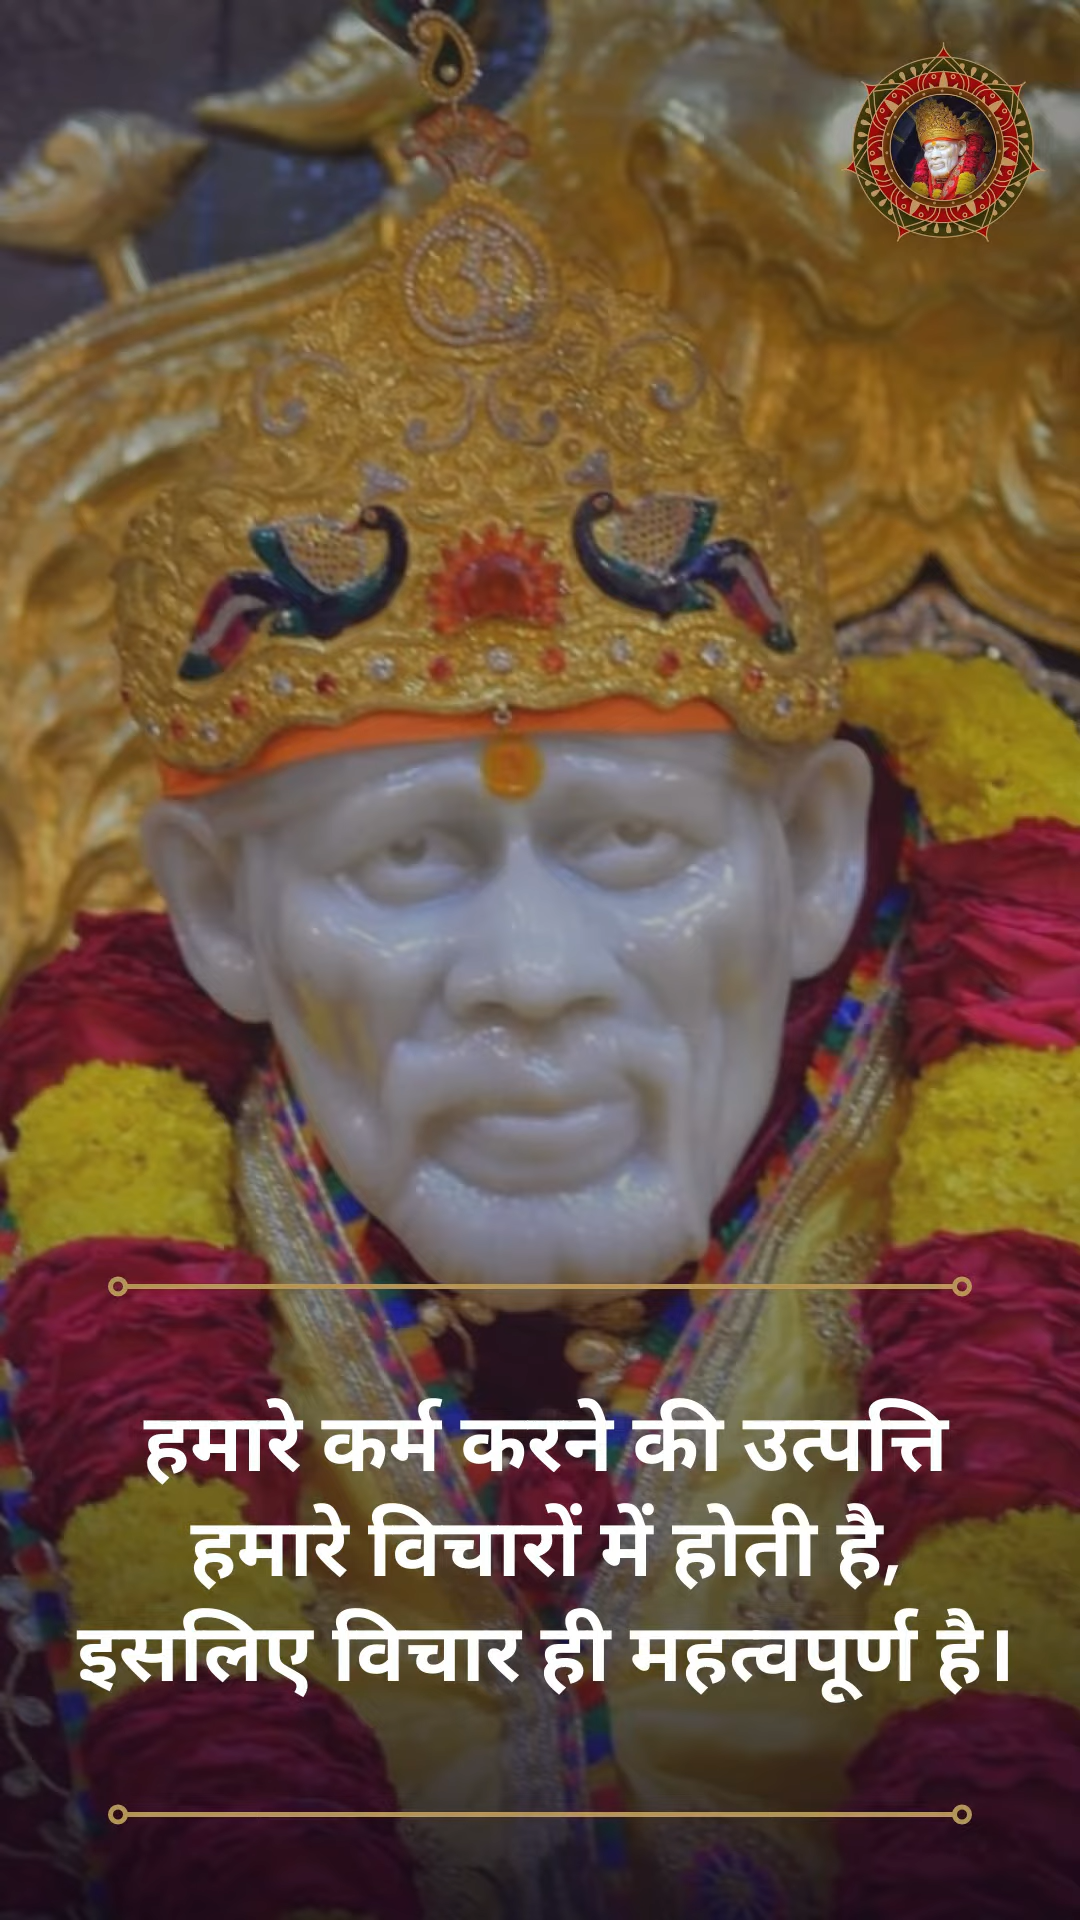 ॐ
हमारे कर्म करने की उत्पत्ति
हमारे विचारों में होती है,
इसलिए विचार ही महत्वपूर्ण है।